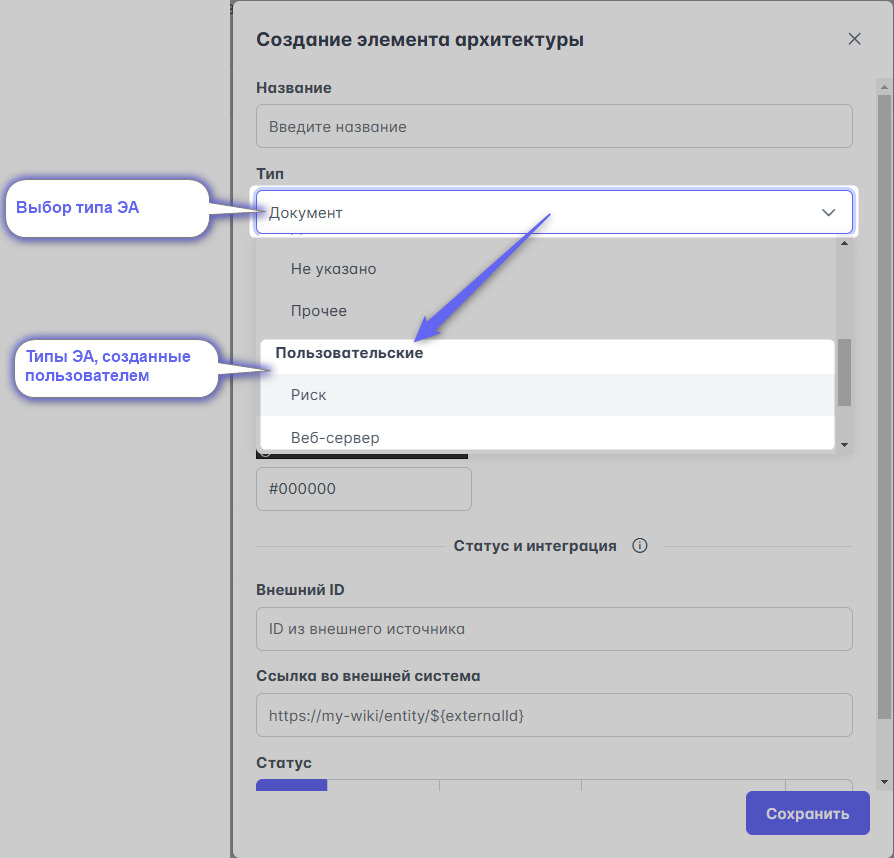 Создание элемента архитектуры
Название
Введите название
Тип
Выбор типа ЭА
Документ
Не указано
Прочее
Типы ЭА, созданные
пользователем
Пользовательские
Риск
Веб-сервер
#000000
Статус и интеграция
Внешний ID
ID из внешнего источника
Ссылка во внешней система
https://my-wiki/entity/${externalId}
Статус
Сохранить